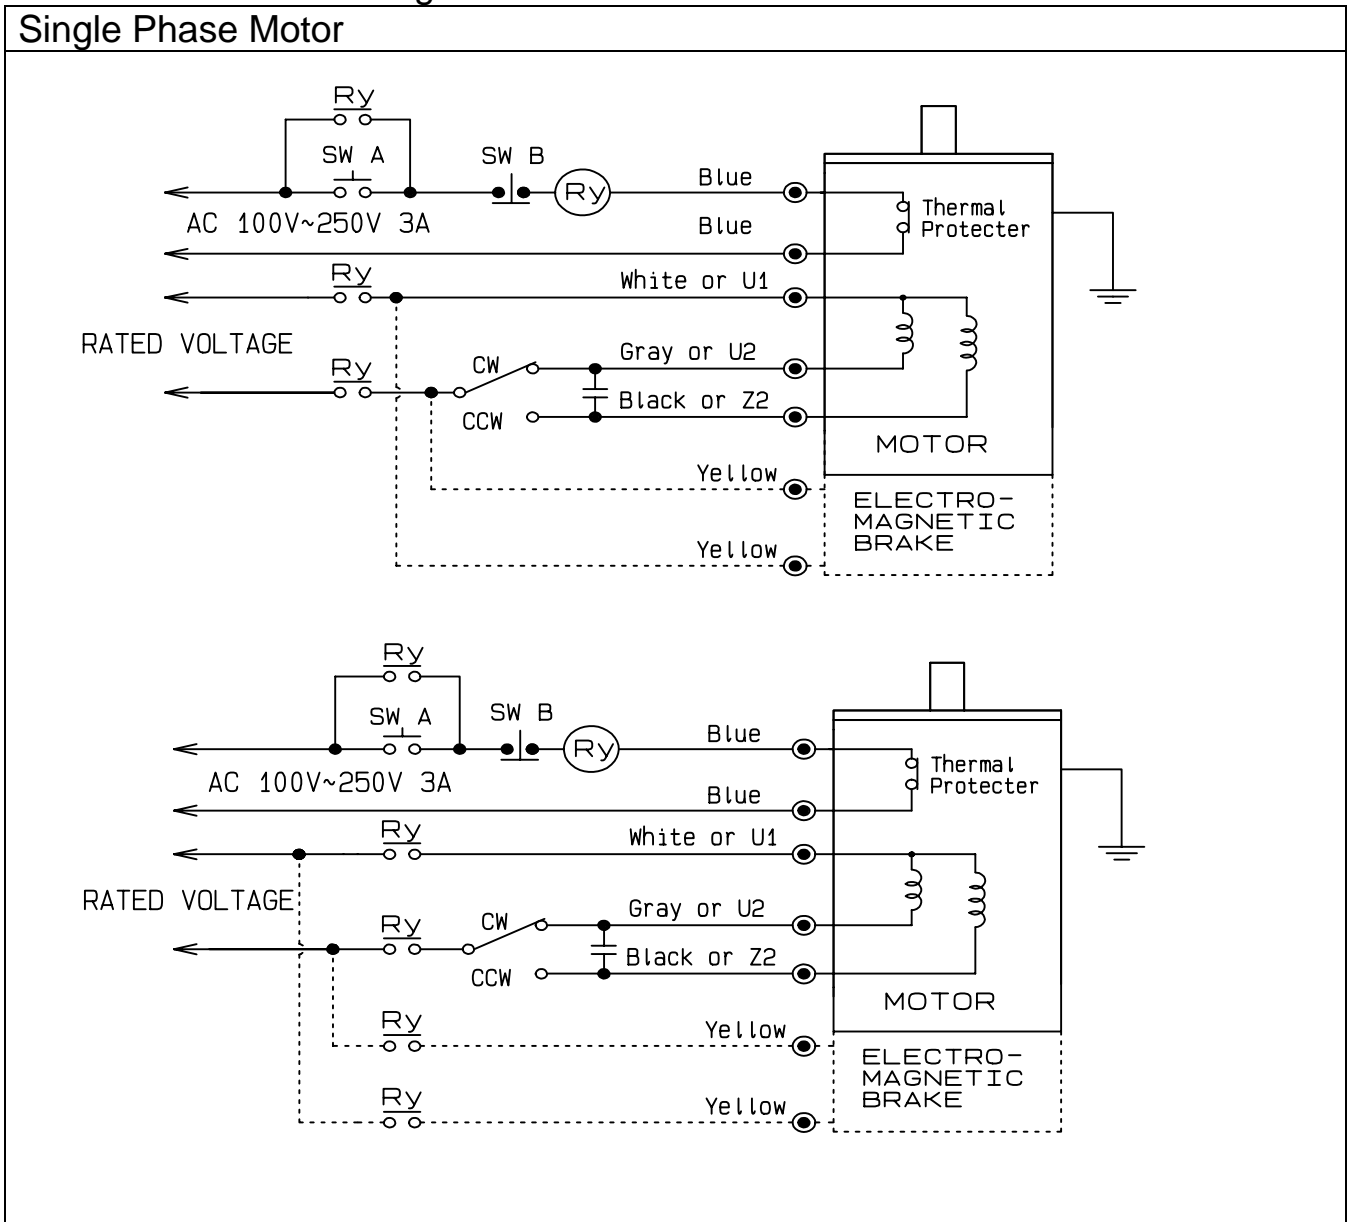 Single Phase Motor
Ry
SW A
SW B
Ry
Blue
AC 100V~250V 3A
Thermal
Protecter
Blue
Ry
White or U1
RATED VOLTAGE
Ry
CW
Gray or U2
CCW
Black or Z2
MOTOR
Yellow
ELECTRO-
MAGNETIC
BRAKE
Yellow
Ry
SW A
SW B
Ry
Blue
AC 100V~250V 3A
Thermal
Protecter
Blue
Ry
White or U1
RATED VOLTAGE
Ry
CW
Gray or U2
CCW
Black or Z2
MOTOR
Ry
Yellow
ELECTRO-
MAGNETIC
BRAKE
Ry
Yellow